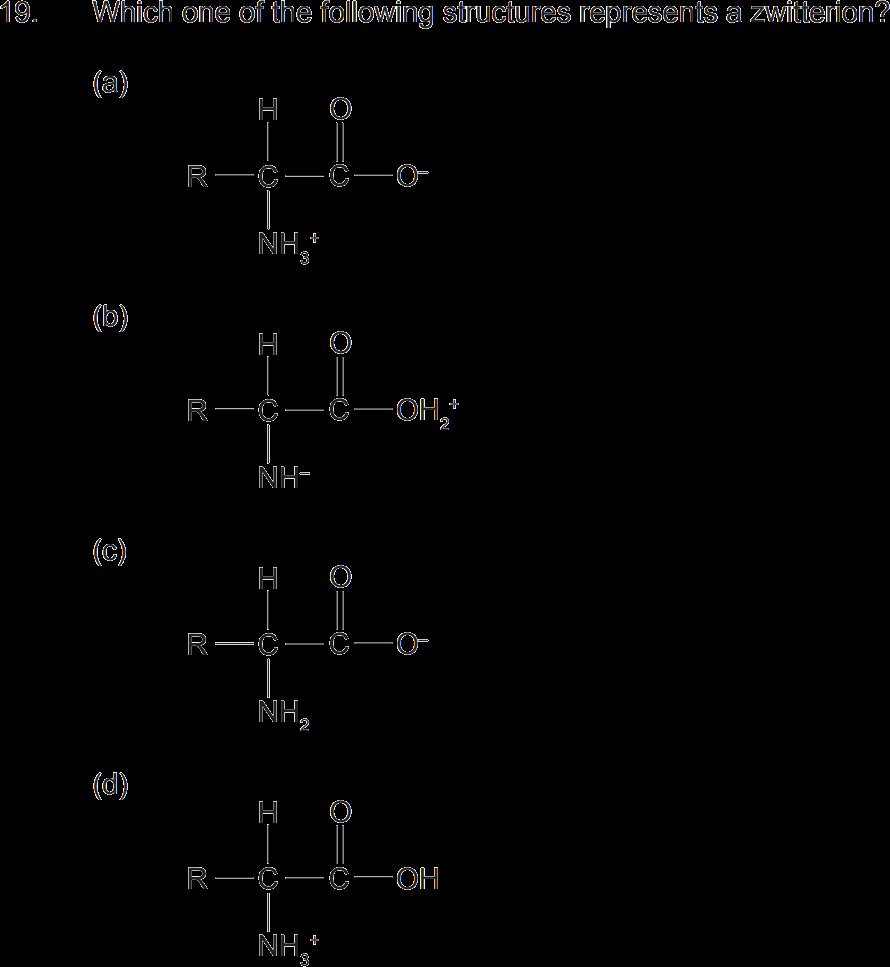 19. Which one of the following structures represents a zwitterion?
(a)
H O
R C C O⁻
NH₃⁺
(b)
H O
R C C OH₂⁺
NH⁻
(c)
H O
R C C O⁻
NH₂
(d)
H O
R C C OH
NH₃⁺